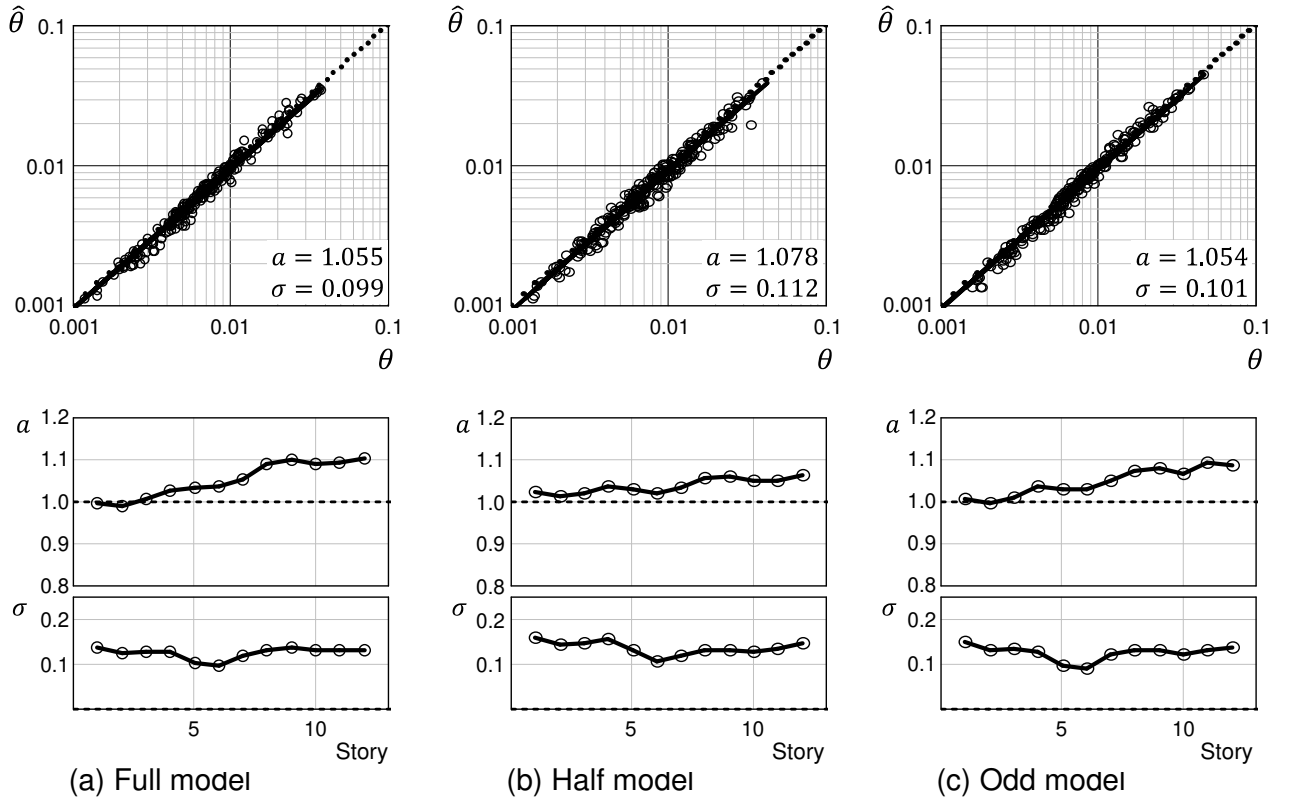 θ̂
0.1
0.01
0.001
a = 1.055
σ = 0.099
0.001
0.01
0.1
θ
θ̂
0.1
0.01
0.001
a = 1.078
σ = 0.112
0.001
0.01
0.1
θ
θ̂
0.1
0.01
0.001
a = 1.054
σ = 0.101
0.001
0.01
0.1
θ
a
1.2
1.1
1.0
0.9
0.8
σ
0.2
0.1
5
10
Story
(a) Full model
a
1.2
1.1
1.0
0.9
0.8
σ
0.2
0.1
5
10
Story
(b) Half model
a
1.2
1.1
1.0
0.9
0.8
σ
0.2
0.1
5
10
Story
(c) Odd model